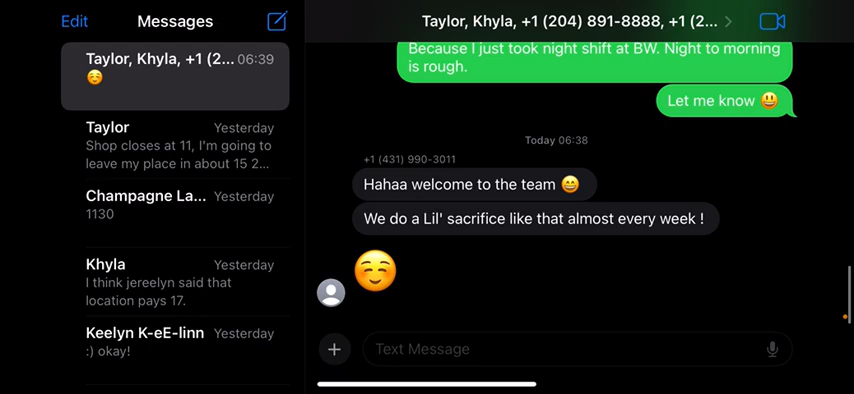 Edit
Messages
Taylor, Khyla, +1 (2... 06:39
☺️
Taylor Yesterday
Shop closes at 11, I'm going to
leave my place in about 15 2...
Champagne La... Yesterday
1130
Khyla Yesterday
I think jereelyn said that
location pays 17.
Keelyn K-eE-linn Yesterday
:) okay!
Taylor, Khyla, +1 (204) 891-8888, +1 (2... >
Because I just took night shift at BW. Night to morning
is rough.
Let me know 😃
Today 06:38
+1 (431) 990-3011
Hahaa welcome to the team 😄
We do a Lil' sacrifice like that almost every week !
☺️
Text Message